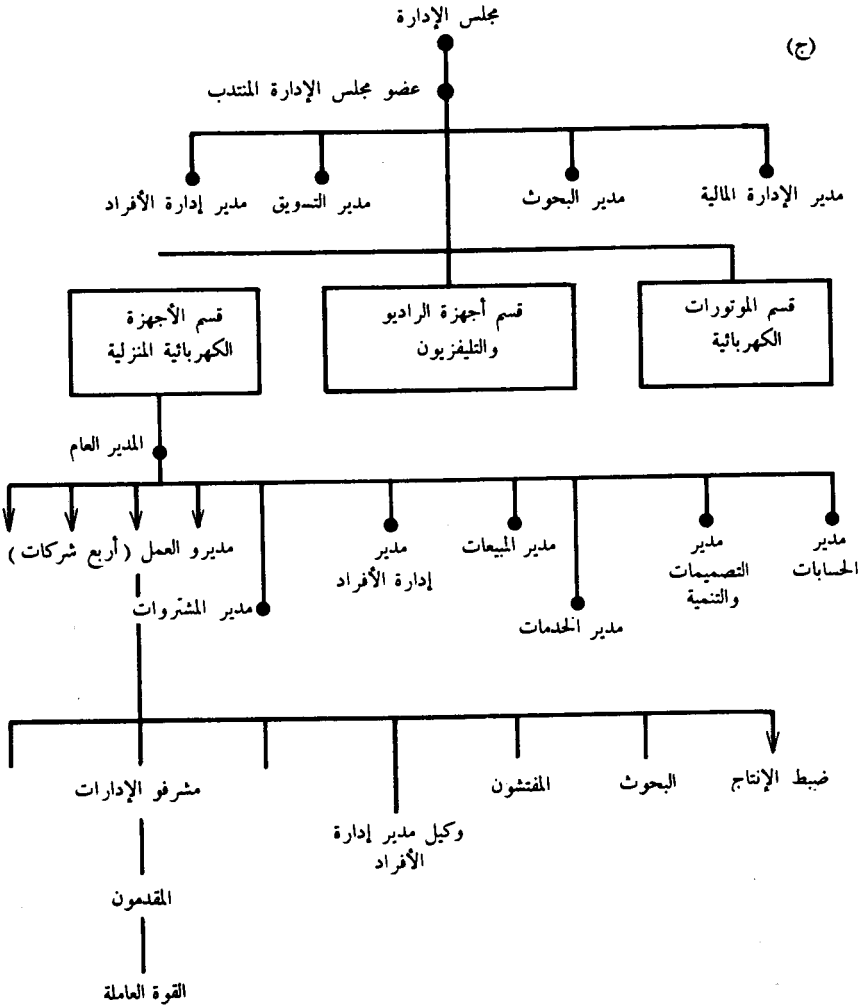 مجلس الإدارة
(ج)
عضو مجلس الإدارة المنتدب
مدير الإدارة المالية
مدير البحوث
مدير التسويق
مدير إدارة الأفراد
قسم الموتورات
الكهربائية
قسم أجهزة الراديو
والتليفزيون
قسم الأجهزة
الكهربائية المنزلية
المدير العام
مدير
الحسابات
مدير
التصميمات
والتنمية
مدير الخدمات
مدير المبيعات
مدير
إدارة الأفراد
مدير المشتروات
مديرو العمل (أربع شركات)
ضبط الإنتاج
البحوث
المفتشون
وكيل مدير إدارة
الأفراد
مشرفو الإدارات
المقدمون
القوة العاملة